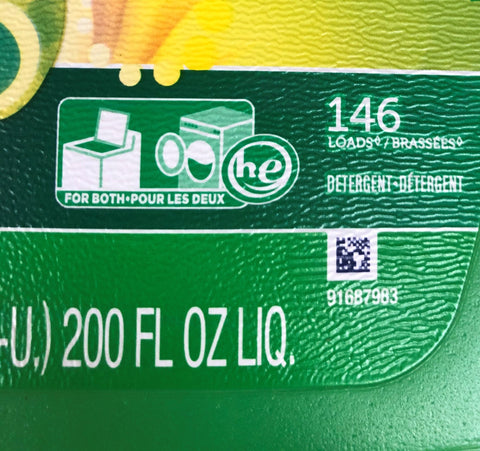 146
LOADS◊/BRASSÉES◊
he
FOR BOTH•POUR LES DEUX
DETERGENT•DÉTERGENT
91687983
-U.) 200 FL OZ LIQ.